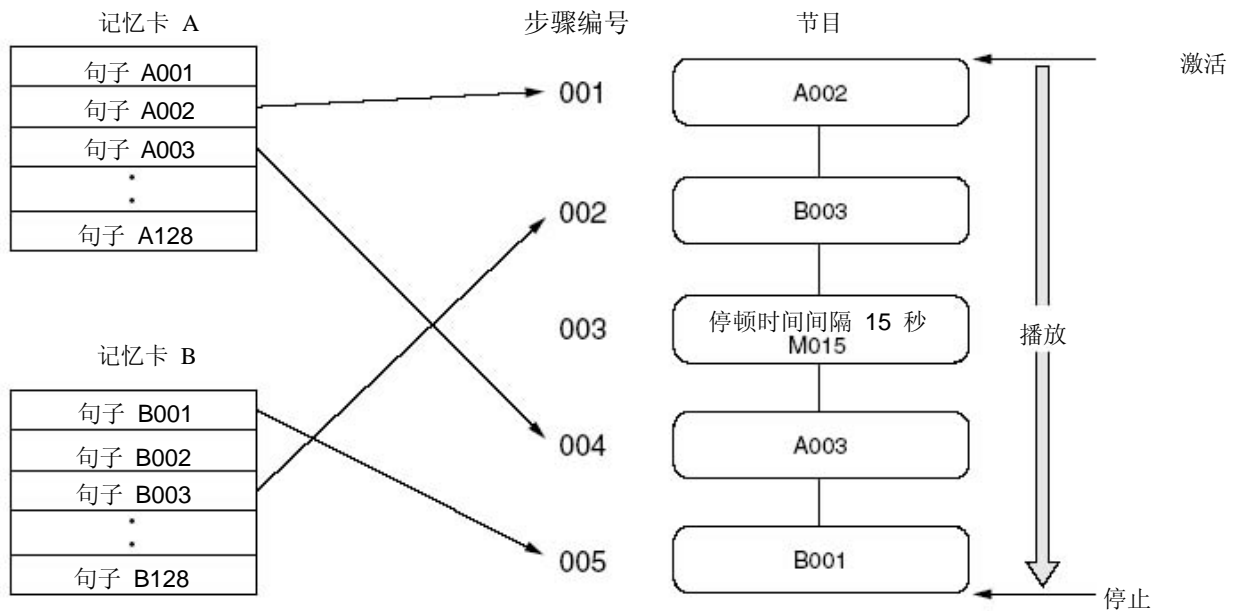 记忆卡 A
句子 A001
句子 A002
句子 A003
句子 A128
记忆卡 B
句子 B001
句子 B002
句子 B003
句子 B128
步骤编号
001
002
003
004
005
节目
A002
B003
停顿时间间隔 15 秒
M015
A003
B001
激活
播放
停止